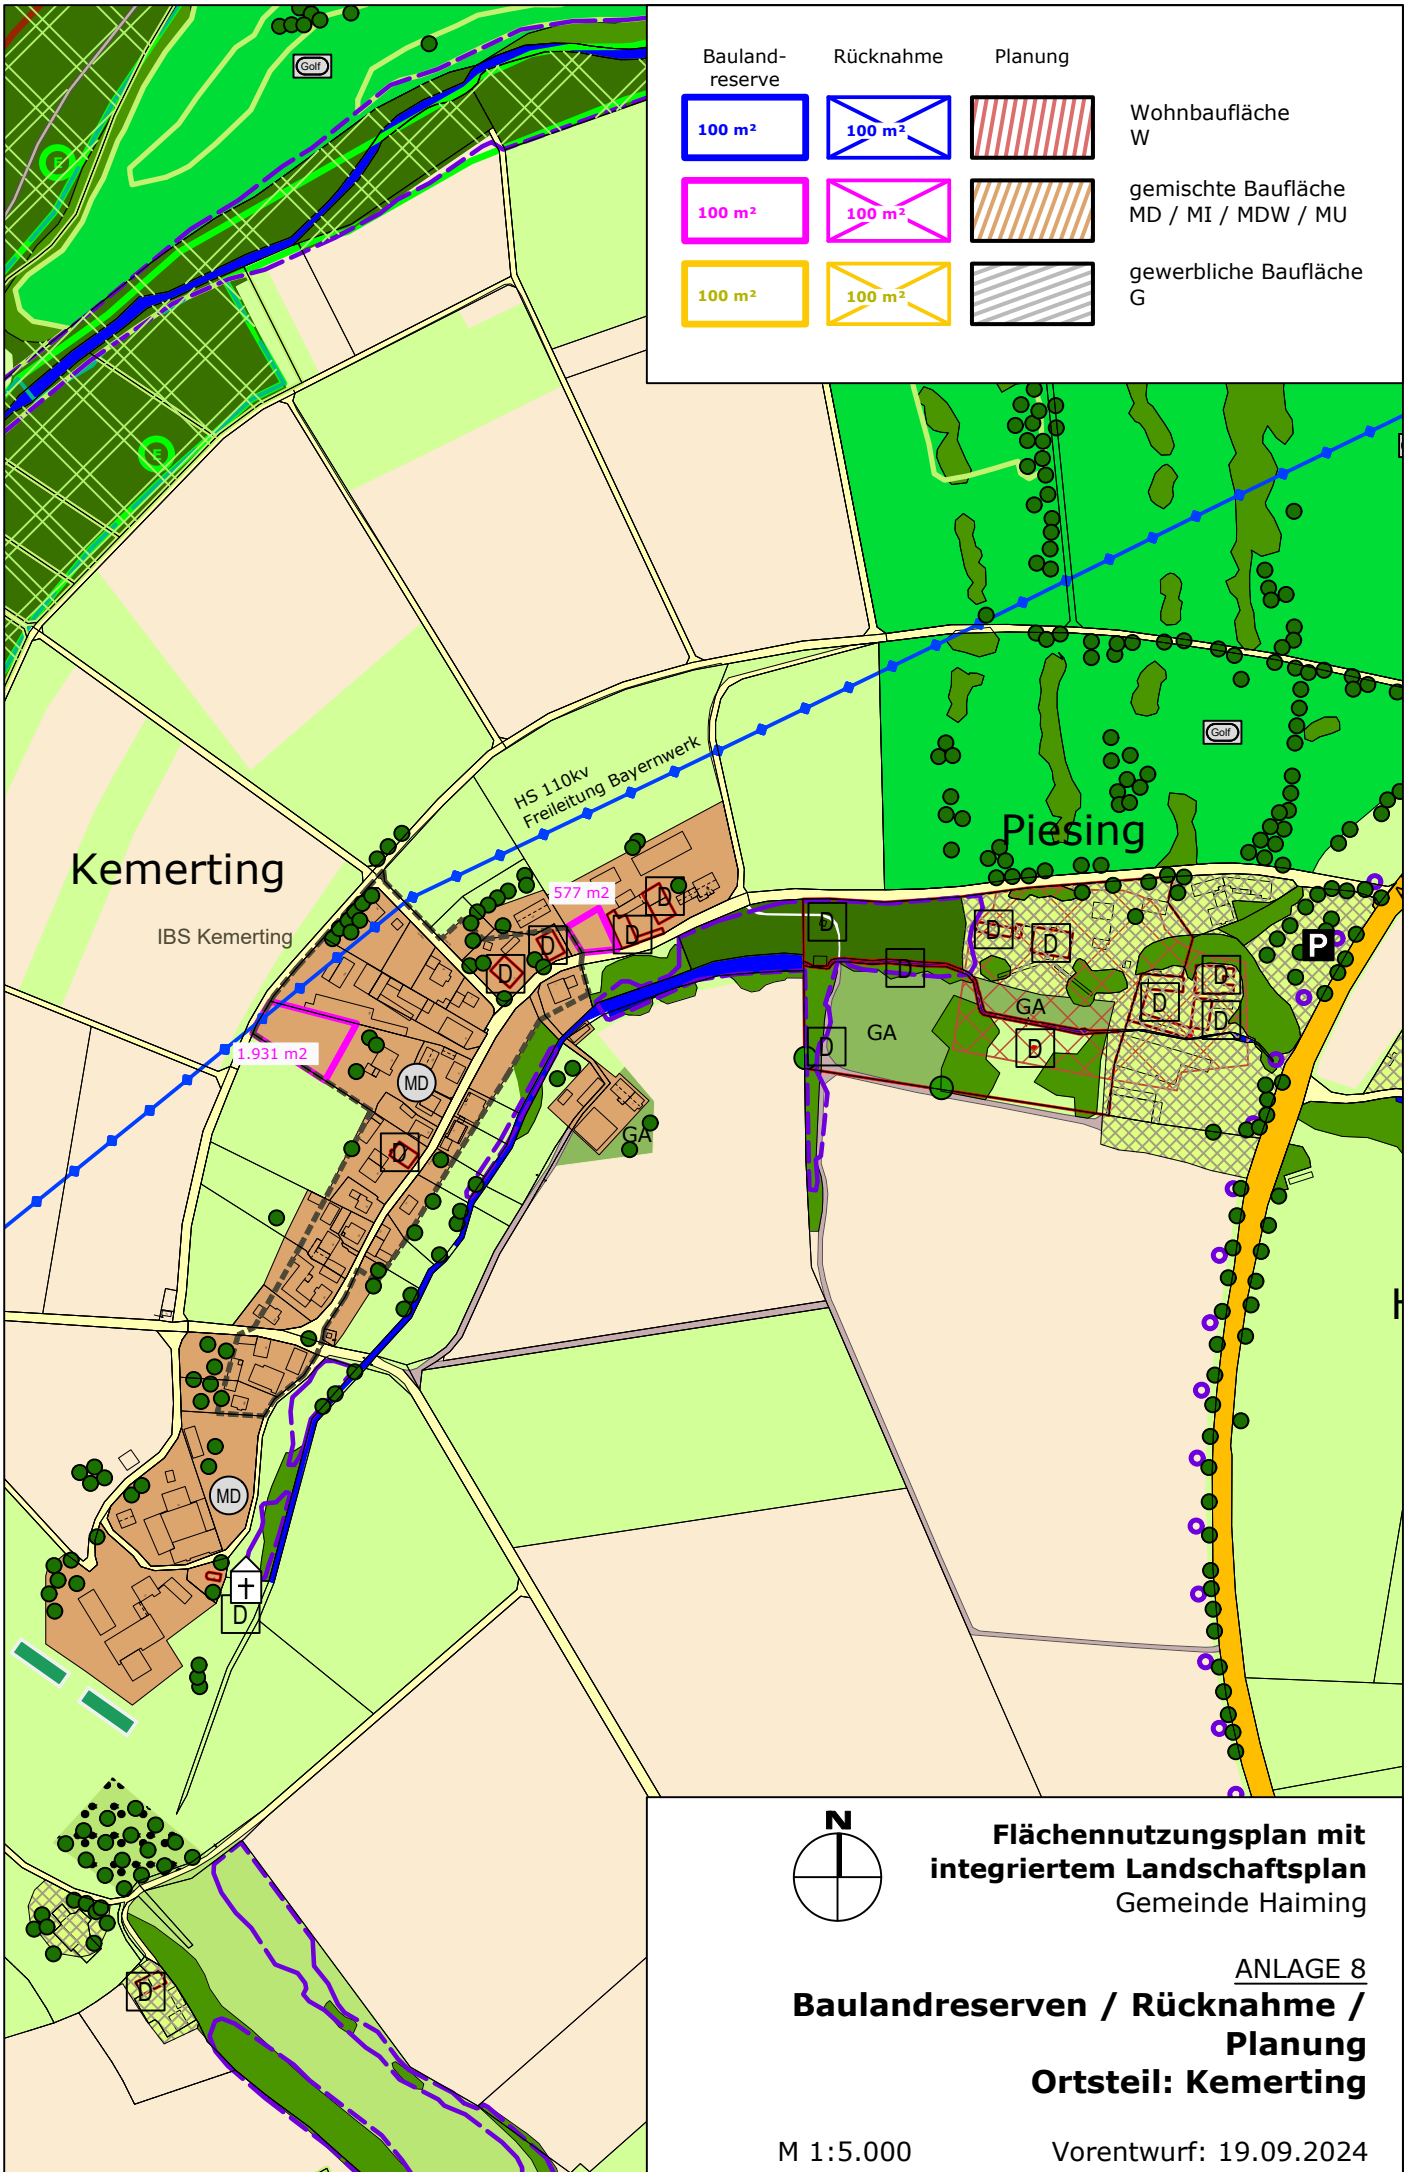 Bauland-
reserve
Rücknahme
Planung
100 m²
100 m²
Wohnbaufläche
W
100 m²
100 m²
gemischte Baufläche
MD / MI / MDW / MU
100 m²
100 m²
gewerbliche Baufläche
G
Golf
E
E
Golf
HS 110kv
Freileitung Bayernwerk
Piesing
Kemerting
IBS Kemerting
577 m2
D
D
D
D
D
D
D
D
D
D
D
D
D
D
P
GA
GA
GA
1.931 m2
MD
D
MD
D
D
Flächennutzungsplan mit
integriertem Landschaftsplan
Gemeinde Haiming
N
ANLAGE 8
Baulandreserven / Rücknahme /
Planung
Ortsteil: Kemerting
M 1:5.000
Vorentwurf: 19.09.2024